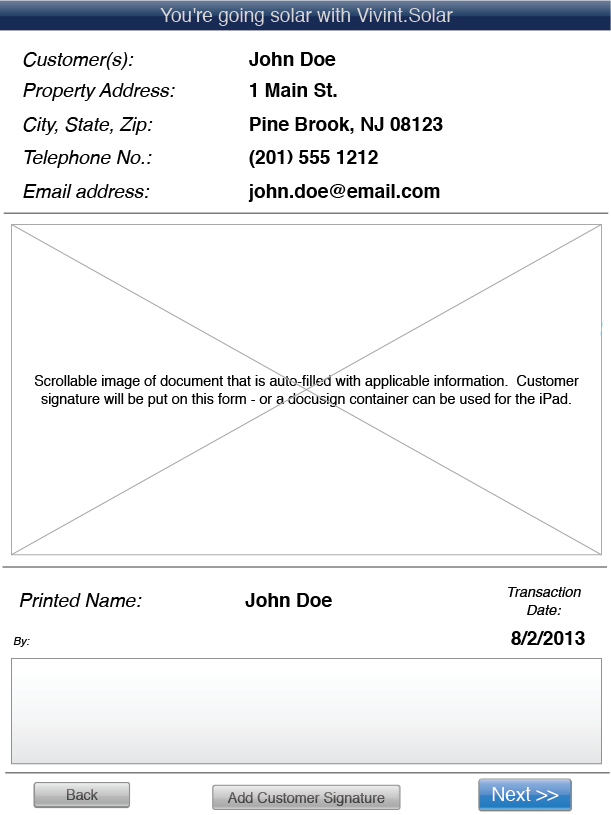 You're going solar with Vivint.Solar
Customer(s): John Doe
Property Address: 1 Main St.
City, State, Zip: Pine Brook, NJ 08123
Telephone No.: (201) 555 1212
Email address: john.doe@email.com
Scrollable image of document that is auto-filled with applicable information. Customer
signature will be put on this form - or a docusign container can be used for the iPad.
Printed Name: John Doe
Transaction
Date:
By:
8/2/2013
Back
Add Customer Signature
Next >>